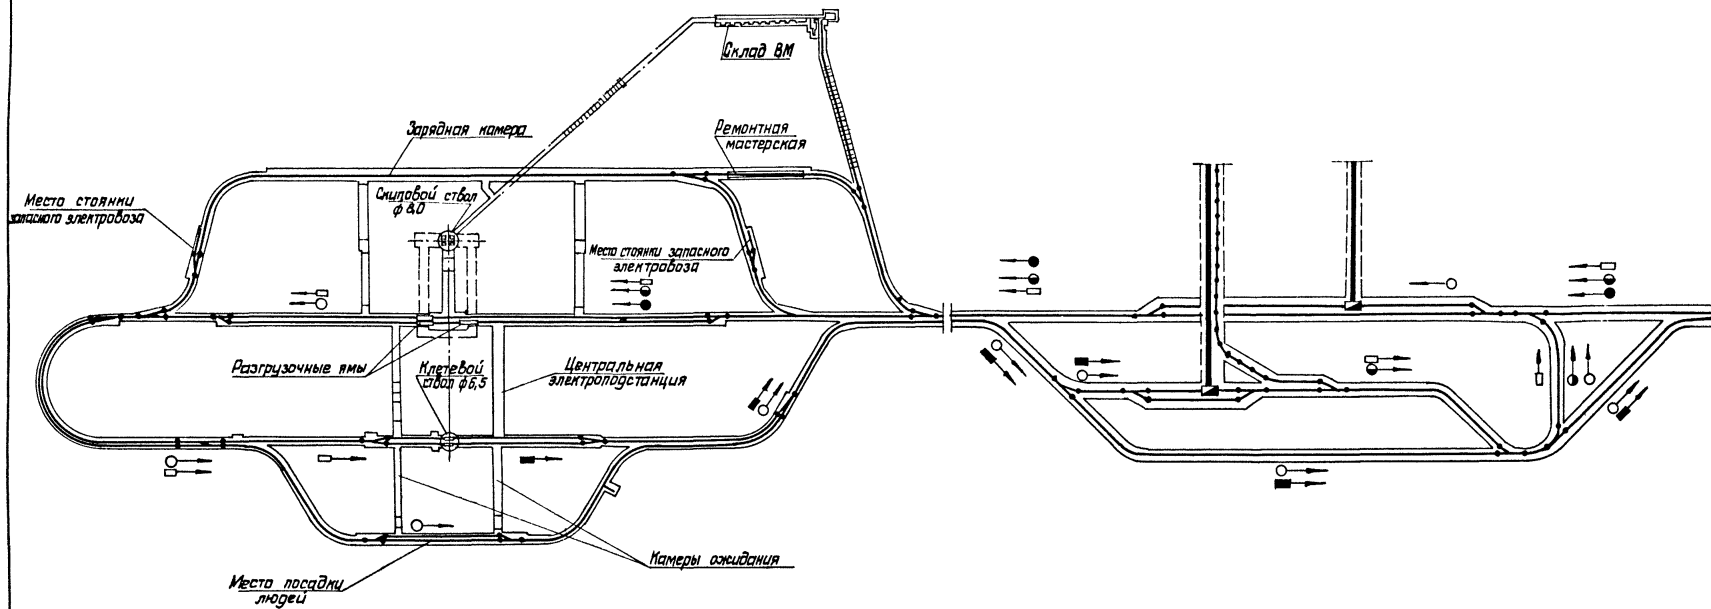 Склад ВМ
Зарядная камера
Ремонтная
мастерская
Место стоянки
запасного электровоза
Скиповой ствол
ф 8,0
Место стоянки запасного
электровоза
Разгрузочные ямы
Клетевой
ствол ф 6,5
Центральная
электроподстанция
Камеры ожидания
Место посадки
людей